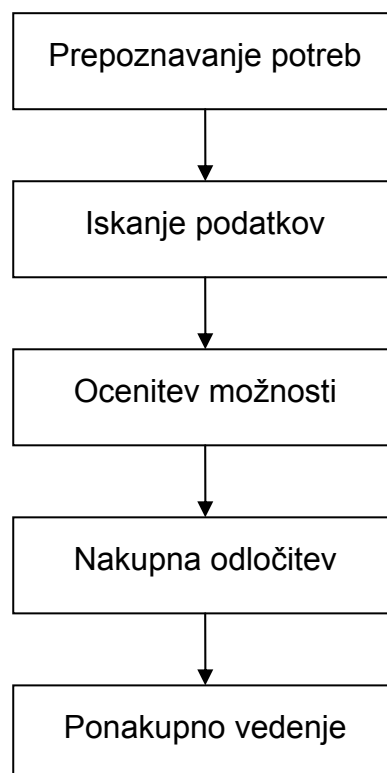 Prepoznavanje potreb
Iskanje podatkov
Ocenitev možnosti
Nakupna odločitev
Ponakupno vedenje